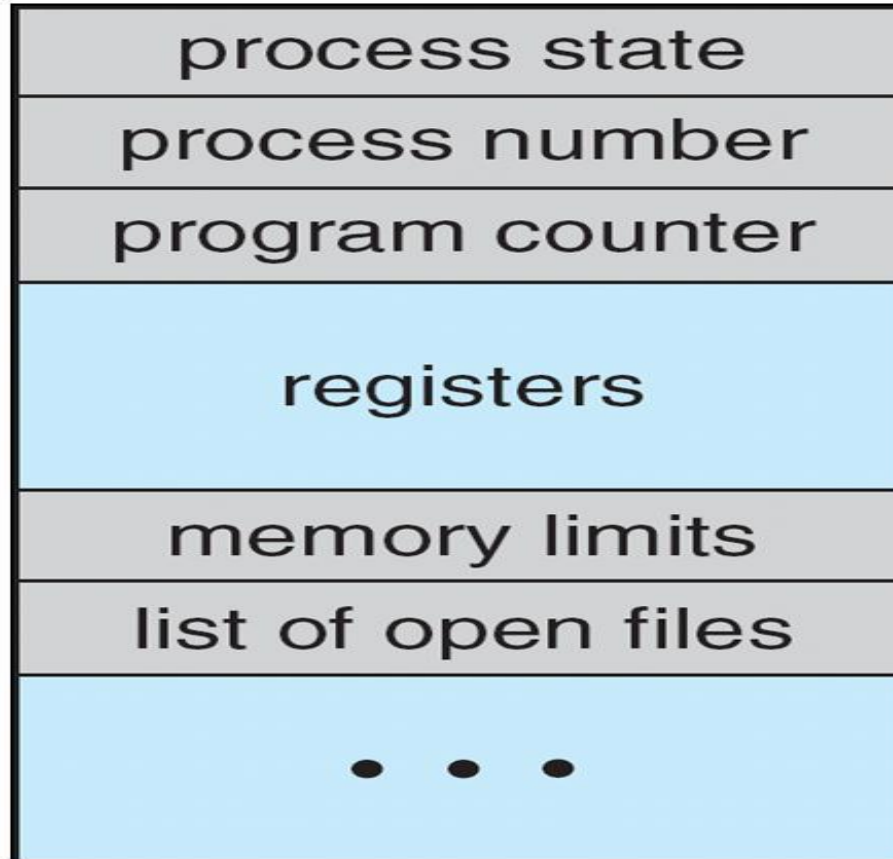 process state
process number
program counter
registers
memory limits
list of open files
• • •